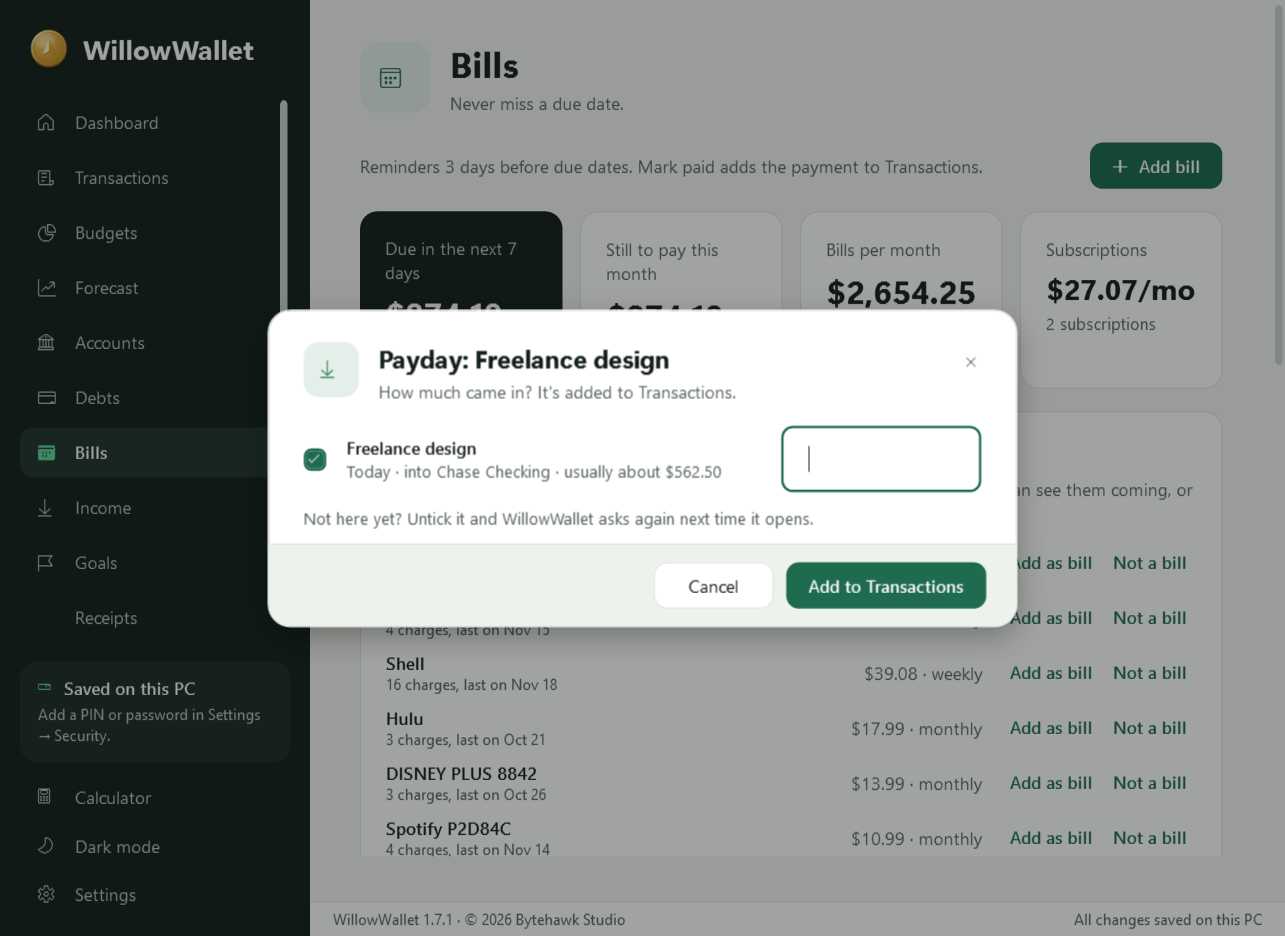 WillowWallet
Dashboard
Transactions
Budgets
Forecast
Accounts
Debts
Bills
Income
Goals
Receipts
Saved on this PC
Add a PIN or password in Settings
→ Security.
Calculator
Dark mode
Settings
Bills
Never miss a due date.
Reminders 3 days before due dates. Mark paid adds the payment to Transactions.
+ Add bill
Due in the next 7
days
Still to pay this
month
Bills per month
$2,654.25
Subscriptions
$27.07/mo
2 subscriptions
Payday: Freelance design
×
How much came in? It's added to Transactions.
Freelance design
Today · into Chase Checking · usually about $562.50
Not here yet? Untick it and WillowWallet asks again next time it opens.
Cancel
Add to Transactions
see them coming, or
Add as bill Not a bill
4 charges, last on Nov 15
Add as bill Not a bill
Shell
16 charges, last on Nov 18
$39.08 · weekly Add as bill Not a bill
Hulu
3 charges, last on Oct 21
$17.99 · monthly Add as bill Not a bill
DISNEY PLUS 8842
3 charges, last on Oct 26
$13.99 · monthly Add as bill Not a bill
Spotify P2D84C
4 charges, last on Nov 14
$10.99 · monthly Add as bill Not a bill
WillowWallet 1.7.1 · © 2026 Bytehawk Studio
All changes saved on this PC